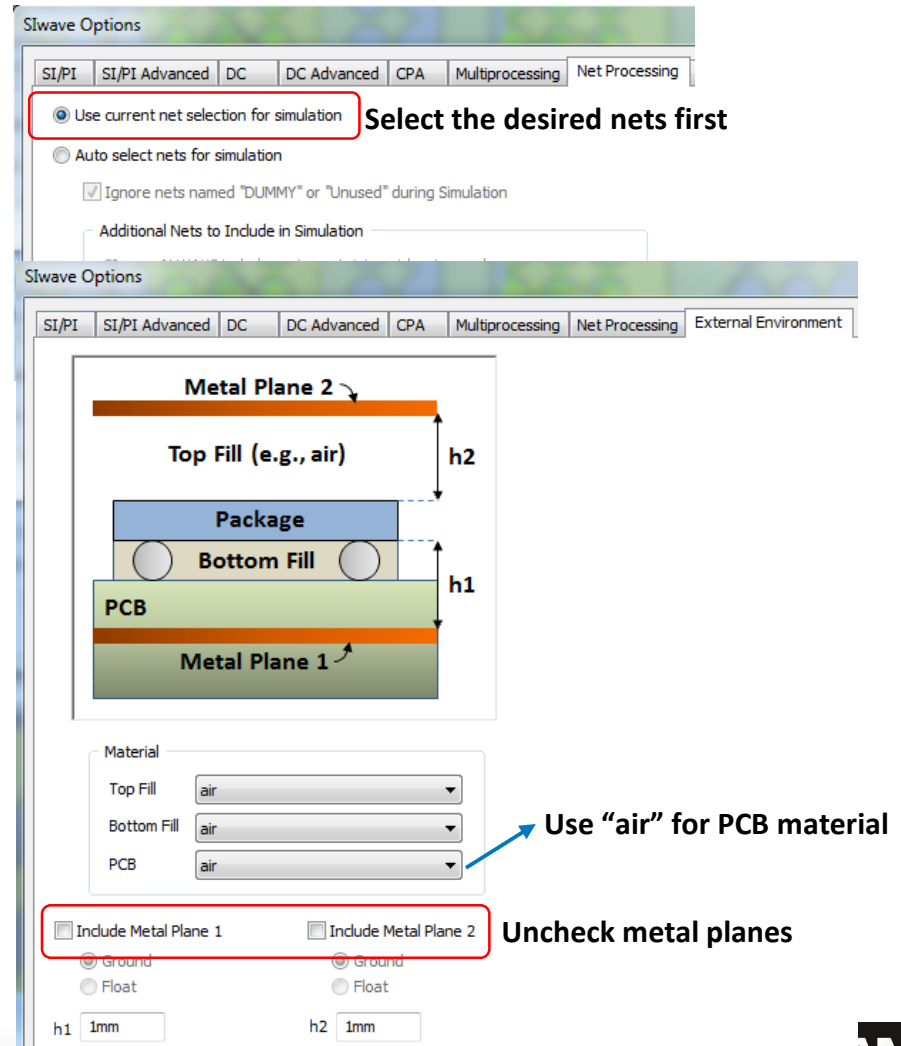 SIwave Options
SI/PI SI/PI Advanced DC DC Advanced CPA Multiprocessing Net Processing
Use current net selection for simulation Select the desired nets first
Auto select nets for simulation
Ignore nets named "DUMMY" or "Unused" during Simulation
Additional Nets to Include in Simulation
SIwave Options
SI/PI SI/PI Advanced DC DC Advanced CPA Multiprocessing Net Processing External Environment
Metal Plane 2
Top Fill (e.g., air) h2
Package
Bottom Fill
h1
PCB
Metal Plane 1
Material
Top Fill air
Bottom Fill air
Use “air” for PCB material
PCB air
Include Metal Plane 1 Include Metal Plane 2 Uncheck metal planes
Ground Ground
Float Float
h1 1mm h2 1mm